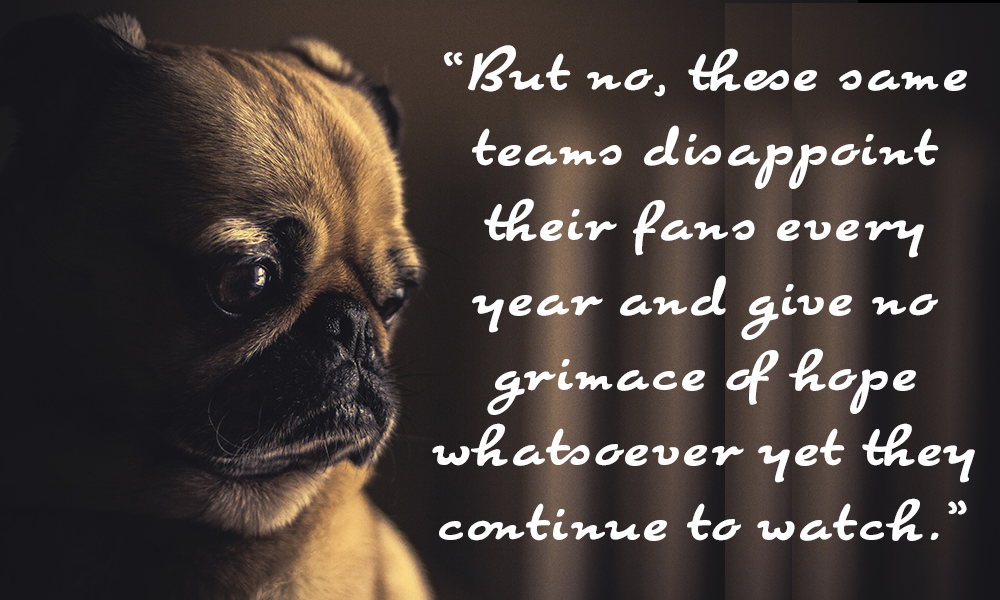 “But no, these same
teams disappoint
their fans every
year and give no
grimace of hope
whatsoever yet they
continue to watch.”